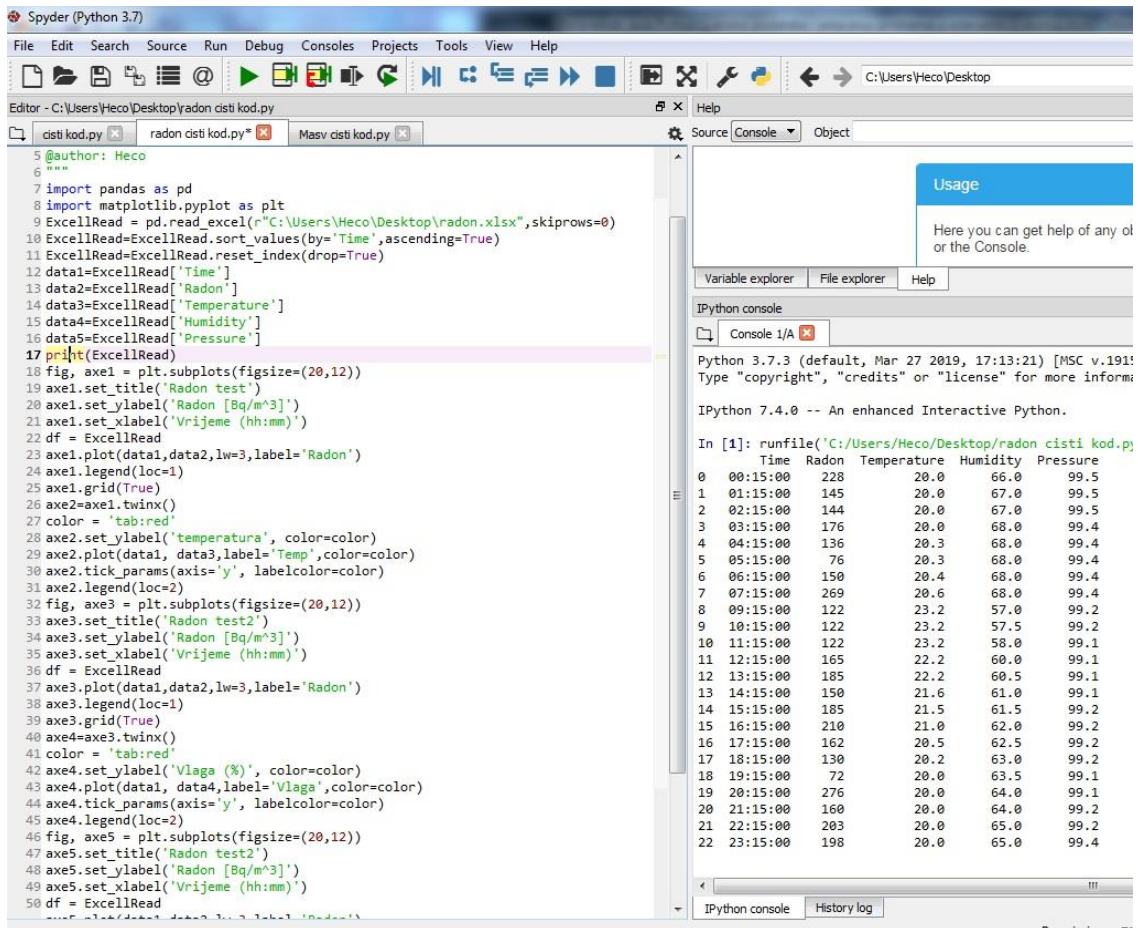 Spyder (Python 3.7)
File Edit Search Source Run Debug Consoles Projects Tools View Help
C:\Users\Heco\Desktop
Editor - C:\Users\Heco\Desktop\radon cisti kod.py
cisti kod.py
radon cisti kod.py*
Masv cisti kod.py
5 @author: Heco
6 """
7 import pandas as pd
8 import matplotlib.pyplot as plt
9 ExcellRead = pd.read_excel(r"C:\Users\Heco\Desktop\radon.xlsx",skiprows=0)
10 ExcellRead=ExcellRead.sort_values(by='Time',ascending=True)
11 ExcellRead=ExcellRead.reset_index(drop=True)
12 data1=ExcellRead['Time']
13 data2=ExcellRead['Radon']
14 data3=ExcellRead['Temperature']
15 data4=ExcellRead['Humidity']
16 data5=ExcellRead['Pressure']
17 print(ExcellRead)
18 fig, axe1 = plt.subplots(figsize=(20,12))
19 axe1.set_title('Radon test')
20 axe1.set_ylabel('Radon [Bq/m^3]')
21 axe1.set_xlabel('Vrijeme (hh:mm)')
22 df = ExcellRead
23 axe1.plot(data1,data2,lw=3,label='Radon')
24 axe1.legend(loc=1)
25 axe1.grid(True)
26 axe2=axe1.twinx()
27 color = 'tab:red'
28 axe2.set_ylabel('temperatura', color=color)
29 axe2.plot(data1, data3,label='Temp',color=color)
30 axe2.tick_params(axis='y', labelcolor=color)
31 axe2.legend(loc=2)
32 fig, axe3 = plt.subplots(figsize=(20,12))
33 axe3.set_title('Radon test2')
34 axe3.set_ylabel('Radon [Bq/m^3]')
35 axe3.set_xlabel('Vrijeme (hh:mm)')
36 df = ExcellRead
37 axe3.plot(data1,data2,lw=3,label='Radon')
38 axe3.legend(loc=1)
39 axe3.grid(True)
40 axe4=axe3.twinx()
41 color = 'tab:red'
42 axe4.set_ylabel('Vlaga (%)', color=color)
43 axe4.plot(data1, data4,label='Vlaga',color=color)
44 axe4.tick_params(axis='y', labelcolor=color)
45 axe4.legend(loc=2)
46 fig, axe5 = plt.subplots(figsize=(20,12))
47 axe5.set_title('Radon test2')
48 axe5.set_ylabel('Radon [Bq/m^3]')
49 axe5.set_xlabel('Vrijeme (hh:mm)')
50 df = ExcellRead
Help
Source Console Object
Usage
Here you can get help of any ob
or the Console.
Variable explorer File explorer Help
IPython console
Console 1/A
Python 3.7.3 (default, Mar 27 2019, 17:13:21) [MSC v.1915
Type "copyright", "credits" or "license" for more informa
IPython 7.4.0 -- An enhanced Interactive Python.
In [1]: runfile('C:/Users/Heco/Desktop/radon cisti kod.py
Time Radon Temperature Humidity Pressure
0 00:15:00 228 20.0 66.0 99.5
1 01:15:00 145 20.0 67.0 99.5
2 02:15:00 144 20.0 67.0 99.5
3 03:15:00 176 20.0 68.0 99.4
4 04:15:00 136 20.3 68.0 99.4
5 05:15:00 76 20.3 68.0 99.4
6 06:15:00 150 20.4 68.0 99.4
7 07:15:00 269 20.6 68.0 99.4
8 09:15:00 122 23.2 57.0 99.2
9 10:15:00 122 23.2 57.5 99.2
10 11:15:00 122 23.2 58.0 99.1
11 12:15:00 165 22.2 60.0 99.1
12 13:15:00 185 22.2 60.5 99.1
13 14:15:00 150 21.6 61.0 99.1
14 15:15:00 185 21.5 61.5 99.2
15 16:15:00 210 21.0 62.0 99.2
16 17:15:00 162 20.5 62.5 99.2
17 18:15:00 130 20.2 63.0 99.2
18 19:15:00 72 20.0 63.5 99.1
19 20:15:00 276 20.0 64.0 99.1
20 21:15:00 160 20.0 64.0 99.2
21 22:15:00 203 20.0 65.0 99.2
22 23:15:00 198 20.0 65.0 99.4
IPython console History log